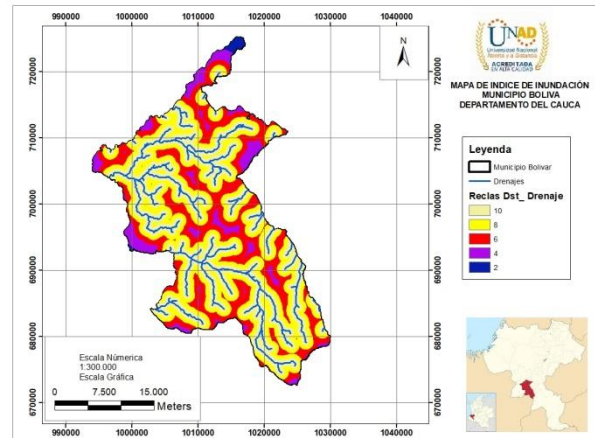 990000 1000000 1010000 1020000 1030000 1040000
720000 720000
710000 710000
700000 700000
690000 690000
680000 680000
670000 670000
990000 1000000 1010000 1020000 1030000 1040000
N
Escala Númerica
1:300.000
Escala Gráfica
0 7.500 15.000
Meters
UNAD
Universidad Nacional
Abierta y a Distancia
ACREDITADA
EN ALTA CALIDAD
MAPA DE INDICE DE INUNDACIÓN
MUNICIPIO BOLIVA
DEPARTAMENTO DEL CAUCA
Leyenda
Municipio Bolivar
Drenajes
Reclas Dst_ Drenaje
10
8
6
4
2